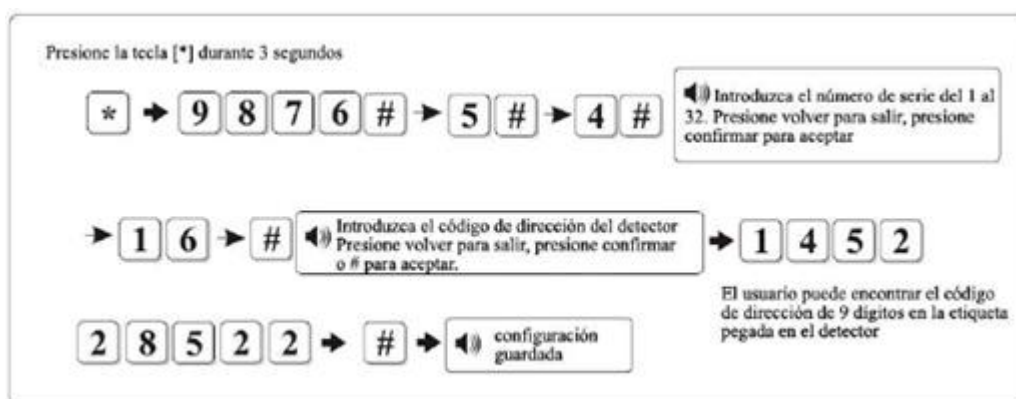 Presione la tecla [*] durante 3 segundos
* 9 8 7 6 # 5 # 4 #
Introduzca el número de serie del 1 al
32. Presione volver para salir, presione
confirmar para aceptar
1 6 #
Introduzca el código de dirección del detector
Presione volver para salir, presione confirmar
o # para aceptar.
1 4 5 2
El usuario puede encontrar el código
de dirección de 9 dígitos en la etiqueta
pegada en el detector
2 8 5 2 2 #
configuración
guardada